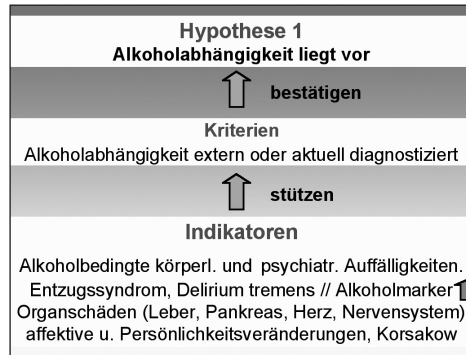 Hypothese 1
Alkoholabhängigkeit liegt vor
bestätigen
Kriterien
Alkoholabhängigkeit extern oder aktuell diagnostiziert
stützen
Indikatoren
Alkoholbedingte körperl. und psychiatr. Auffälligkeiten.
Entzugssyndrom, Delirium tremens // Alkoholmarker
Organschäden (Leber, Pankreas, Herz, Nervensystem)
affektive u. Persönlichkeitsveränderungen, Korsakow